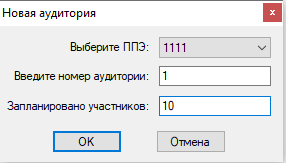 Новая аудитория
Выберите ППЭ: 1111
Введите номер аудитории: 1
Запланировано участников: 10
OK Отмена